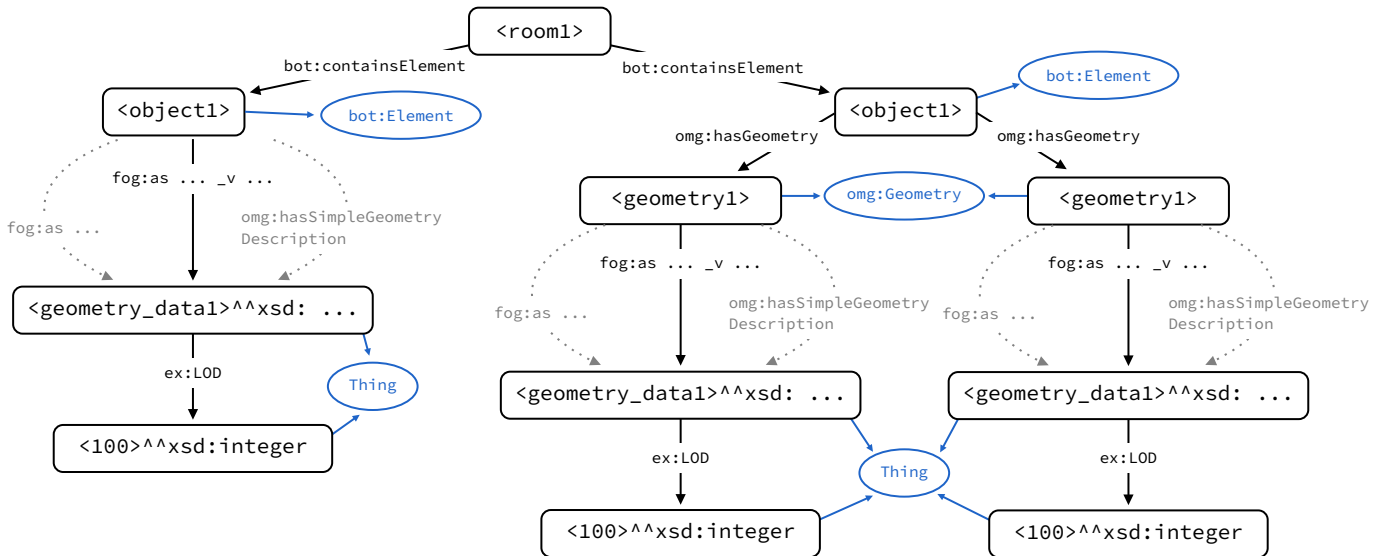 <room1>
bot:containsElement
bot:containsElement
<object1>
bot:Element
<object1>
bot:Element
omg:hasGeometry
omg:hasGeometry
fog:as ... _v ...
fog:as ...
omg:hasSimpleGeometry
Description
<geometry_data1>^^xsd: ...
ex:LOD
Thing
<100>^^xsd:integer
<geometry1>
omg:Geometry
<geometry1>
fog:as ... _v ...
fog:as ...
omg:hasSimpleGeometry
Description
<geometry_data1>^^xsd: ...
ex:LOD
<100>^^xsd:integer
fog:as ... _v ...
fog:as ...
omg:hasSimpleGeometry
Description
<geometry_data1>^^xsd: ...
ex:LOD
Thing
<100>^^xsd:integer